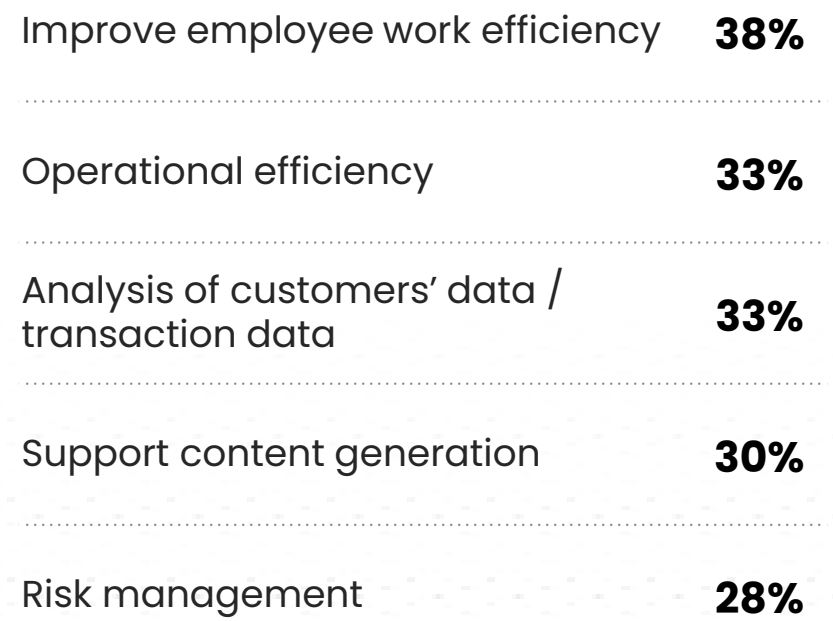 Improve employee work efficiency 38%
Operational efficiency 33%
Analysis of customers’ data /
transaction data 33%
Support content generation 30%
Risk management 28%